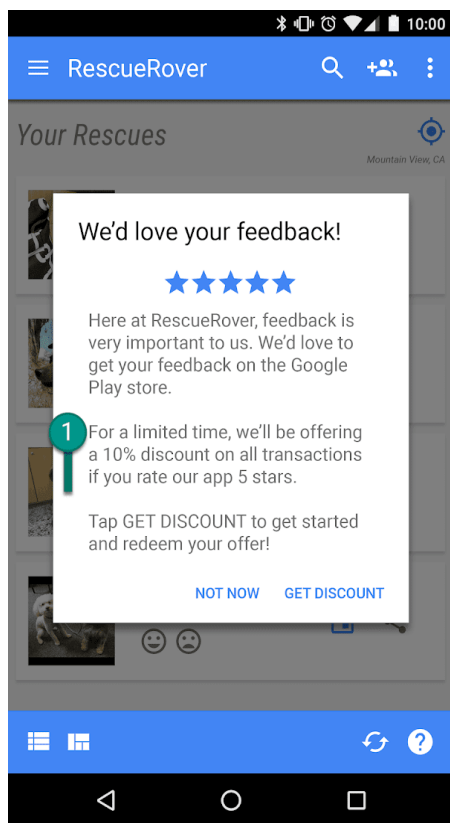 10:00
RescueRover
Your Rescues
Mountain View, CA
We’d love your feedback!
Here at RescueRover, feedback is
very important to us. We’d love to
get your feedback on the Google
Play store.
1
For a limited time, we’ll be offering
a 10% discount on all transactions
if you rate our app 5 stars.
Tap GET DISCOUNT to get started
and redeem your offer!
NOT NOW GET DISCOUNT